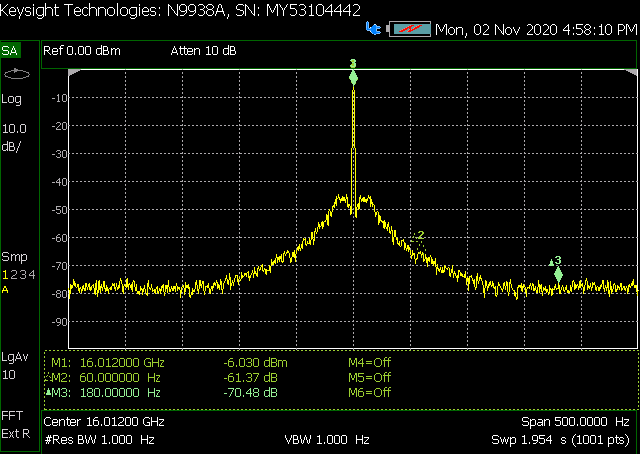 Keysight Technologies: N9938A, SN: MY53104442
Mon, 02 Nov 2020 4:58:10 PM
SA
Ref 0.00 dBm Atten 10 dB
Log
10.0
dB/
3
-10
-20
-30
-40
-50
-60
-70
-80
-90
2
3
Smp
1 2 3 4
A
LgAv
10
FFT
Ext R
M1: 16.012000 GHz -6.030 dBm M4=Off
M2: 60.000000 Hz -61.37 dB M5=Off
M3: 180.00000 Hz -70.48 dB M6=Off
Center 16.01200 GHz Span 500.0000 Hz
#Res BW 1.000 Hz VBW 1.000 Hz Swp 1.954 s (1001 pts)